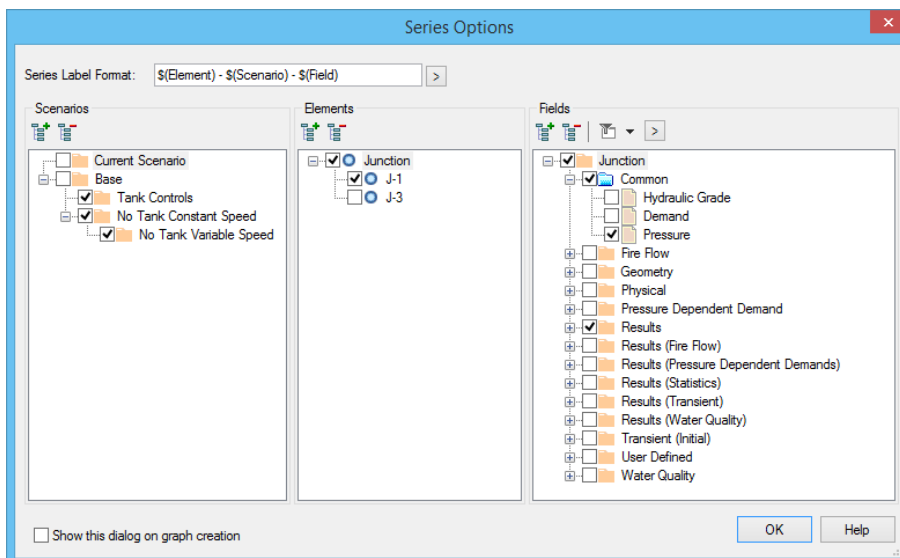 Series Options
Series Label Format: $(Element) - $(Scenario) - $(Field) >
Scenarios
Current Scenario
Base
Tank Controls
No Tank Constant Speed
No Tank Variable Speed
Elements
Junction
J-1
J-3
Fields
>
Junction
Common
Hydraulic Grade
Demand
Pressure
Fire Flow
Geometry
Physical
Pressure Dependent Demand
Results
Results (Fire Flow)
Results (Pressure Dependent Demands)
Results (Statistics)
Results (Transient)
Results (Water Quality)
Transient (Initial)
User Defined
Water Quality
Show this dialog on graph creation
OK Help